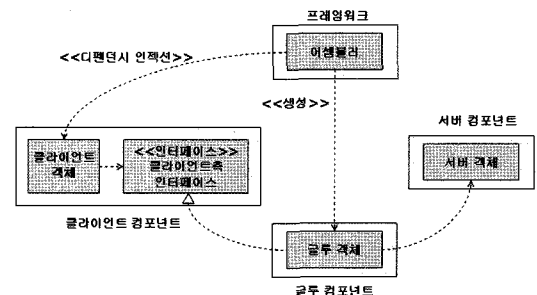 프레임워크
어셈블러
<<디펜던시 인젝션>>
<<생성>>
서버 컴포넌트
서버 객체
클라이언트
객체
<<인터페이스>>
클라이언트측
인터페이스
클라이언트 컴포넌트
글루 객체
글루 컴포넌트